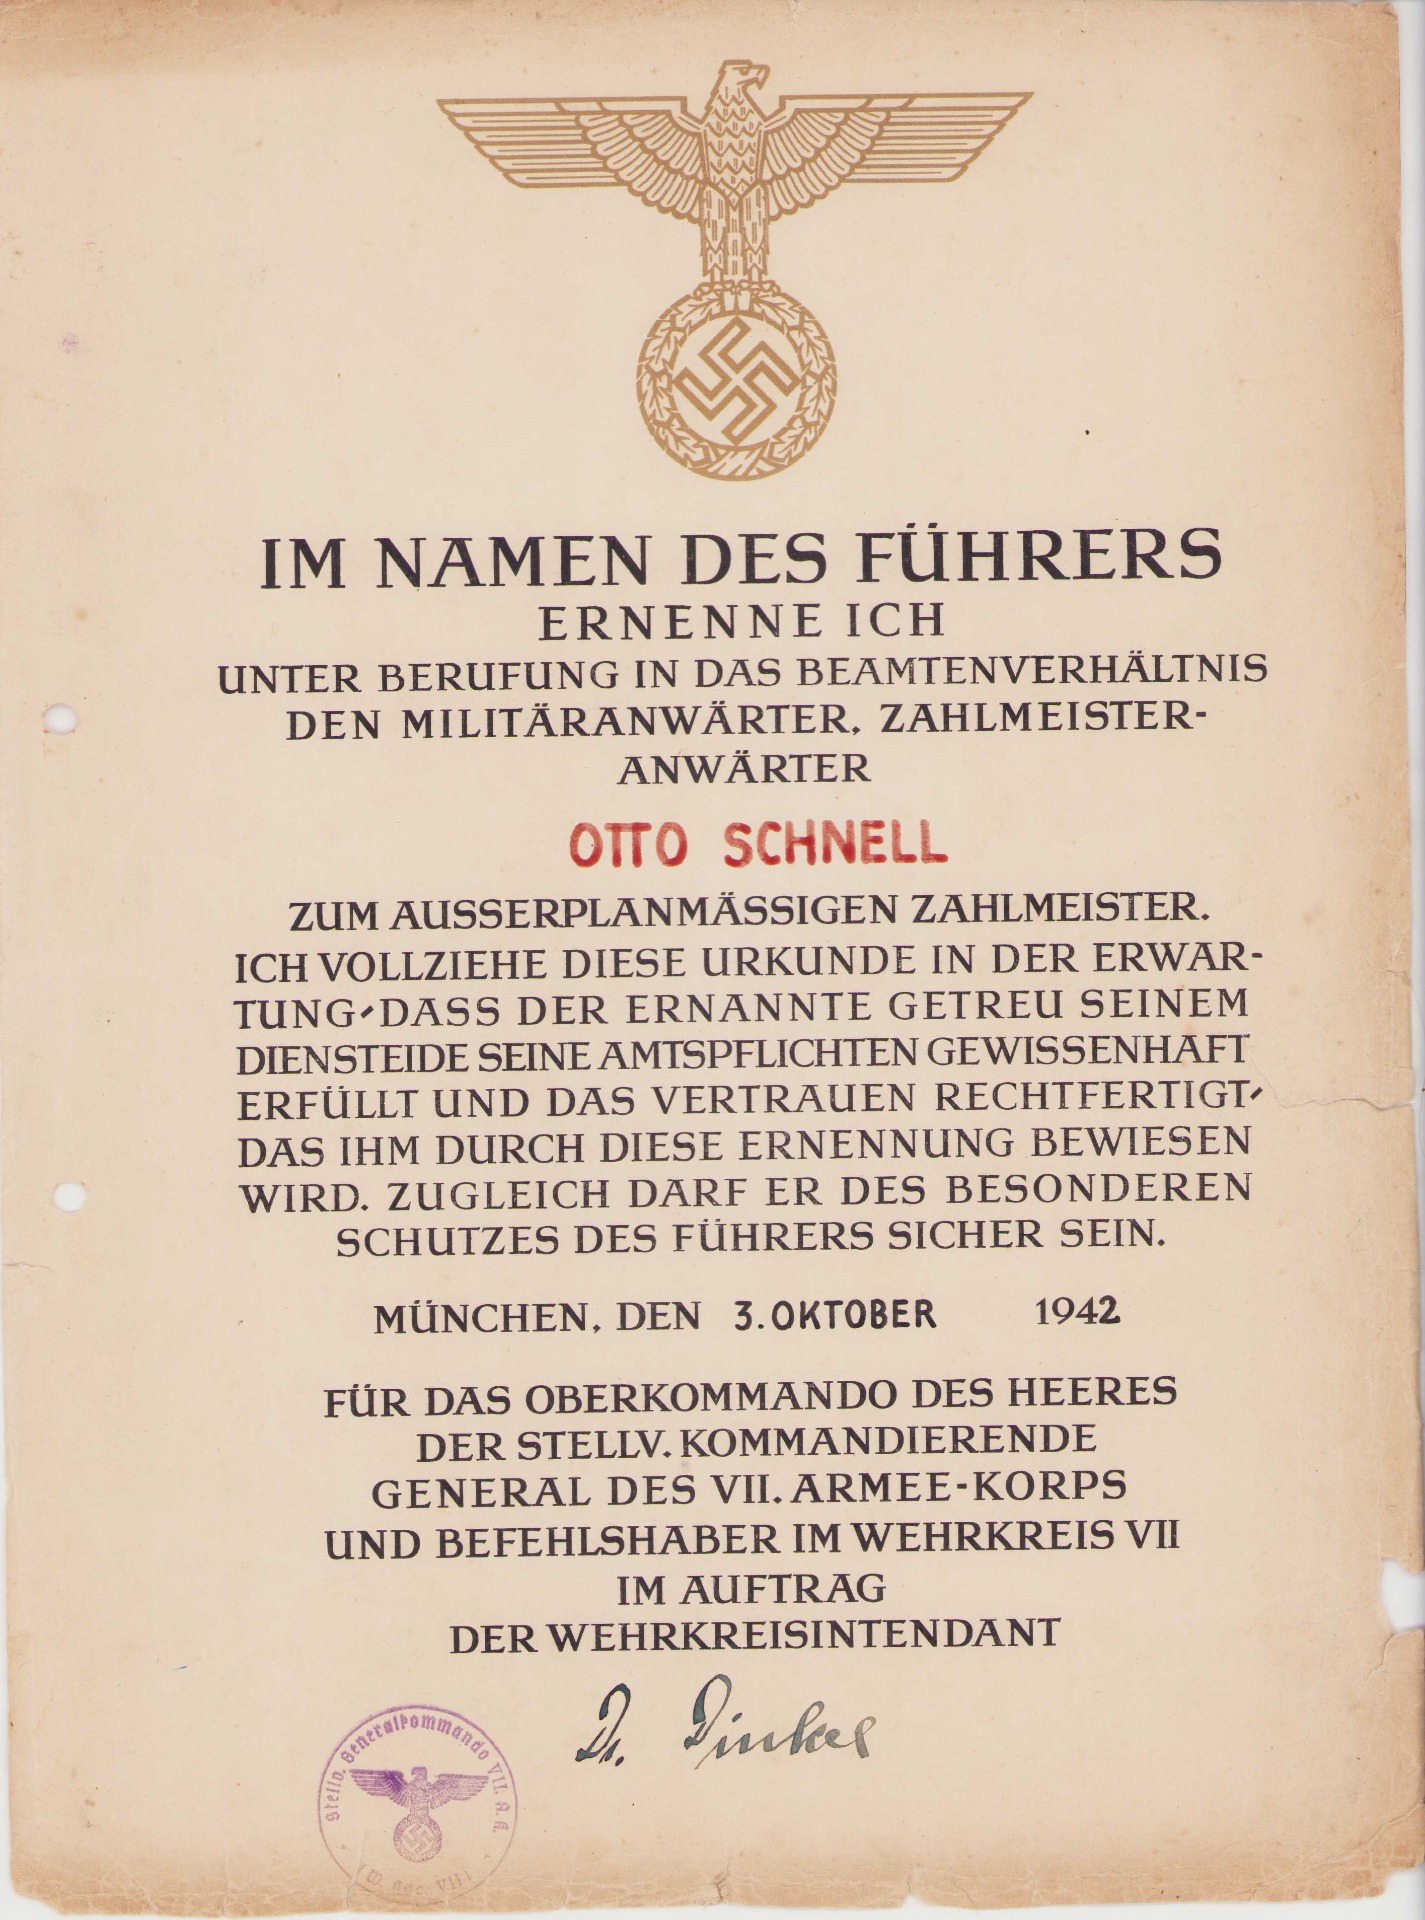 IM NAMEN DES FÜHRERS
ERNENNE ICH
UNTER BERUFUNG IN DAS BEAMTENVERHÄLTNIS
DEN MILITÄRANWÄRTER, ZAHLMEISTER-
ANWÄRTER
OTTO SCHNELL
ZUM AUSSERPLANMÄSSIGEN ZAHLMEISTER.
ICH VOLLZIEHE DIESE URKUNDE IN DER ERWAR-
TUNG, DASS DER ERNANNTE GETREU SEINEM
DIENSTEIDE SEINE AMTSPFLICHTEN GEWISSENHAFT
ERFÜLLT UND DAS VERTRAUEN RECHTFERTIGT,
DAS IHM DURCH DIESE ERNENNUNG BEWIESEN
WIRD. ZUGLEICH DARF ER DES BESONDEREN
SCHUTZES DES FÜHRERS SICHER SEIN.
MÜNCHEN, DEN 3. OKTOBER 1942
FÜR DAS OBERKOMMANDO DES HEERES
DER STELLV. KOMMANDIERENDE
GENERAL DES VII. ARMEE-KORPS
UND BEFEHLSHABER IM WEHRKREIS VII
IM AUFTRAG
DER WEHRKREISINTENDANT
Dr. Dinkel
Stellv. Generalkommando VII. A.K.